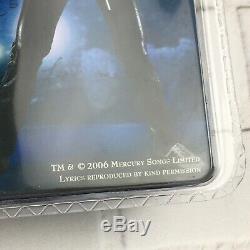 TM & © 2006 Mercury Songs Limited
Lyrics reproduced by kind permission